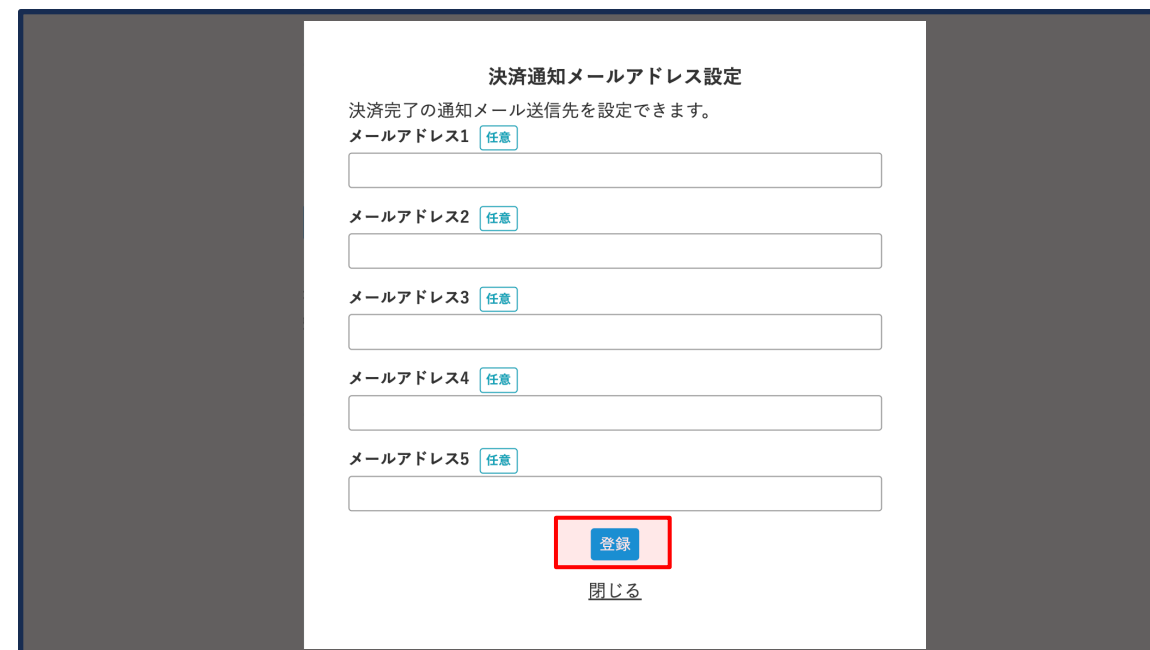 決済通知メールアドレス設定
決済完了の通知メール送信先を設定できます。
メールアドレス1 任意
メールアドレス2 任意
メールアドレス3 任意
メールアドレス4 任意
メールアドレス5 任意
登録
閉じる